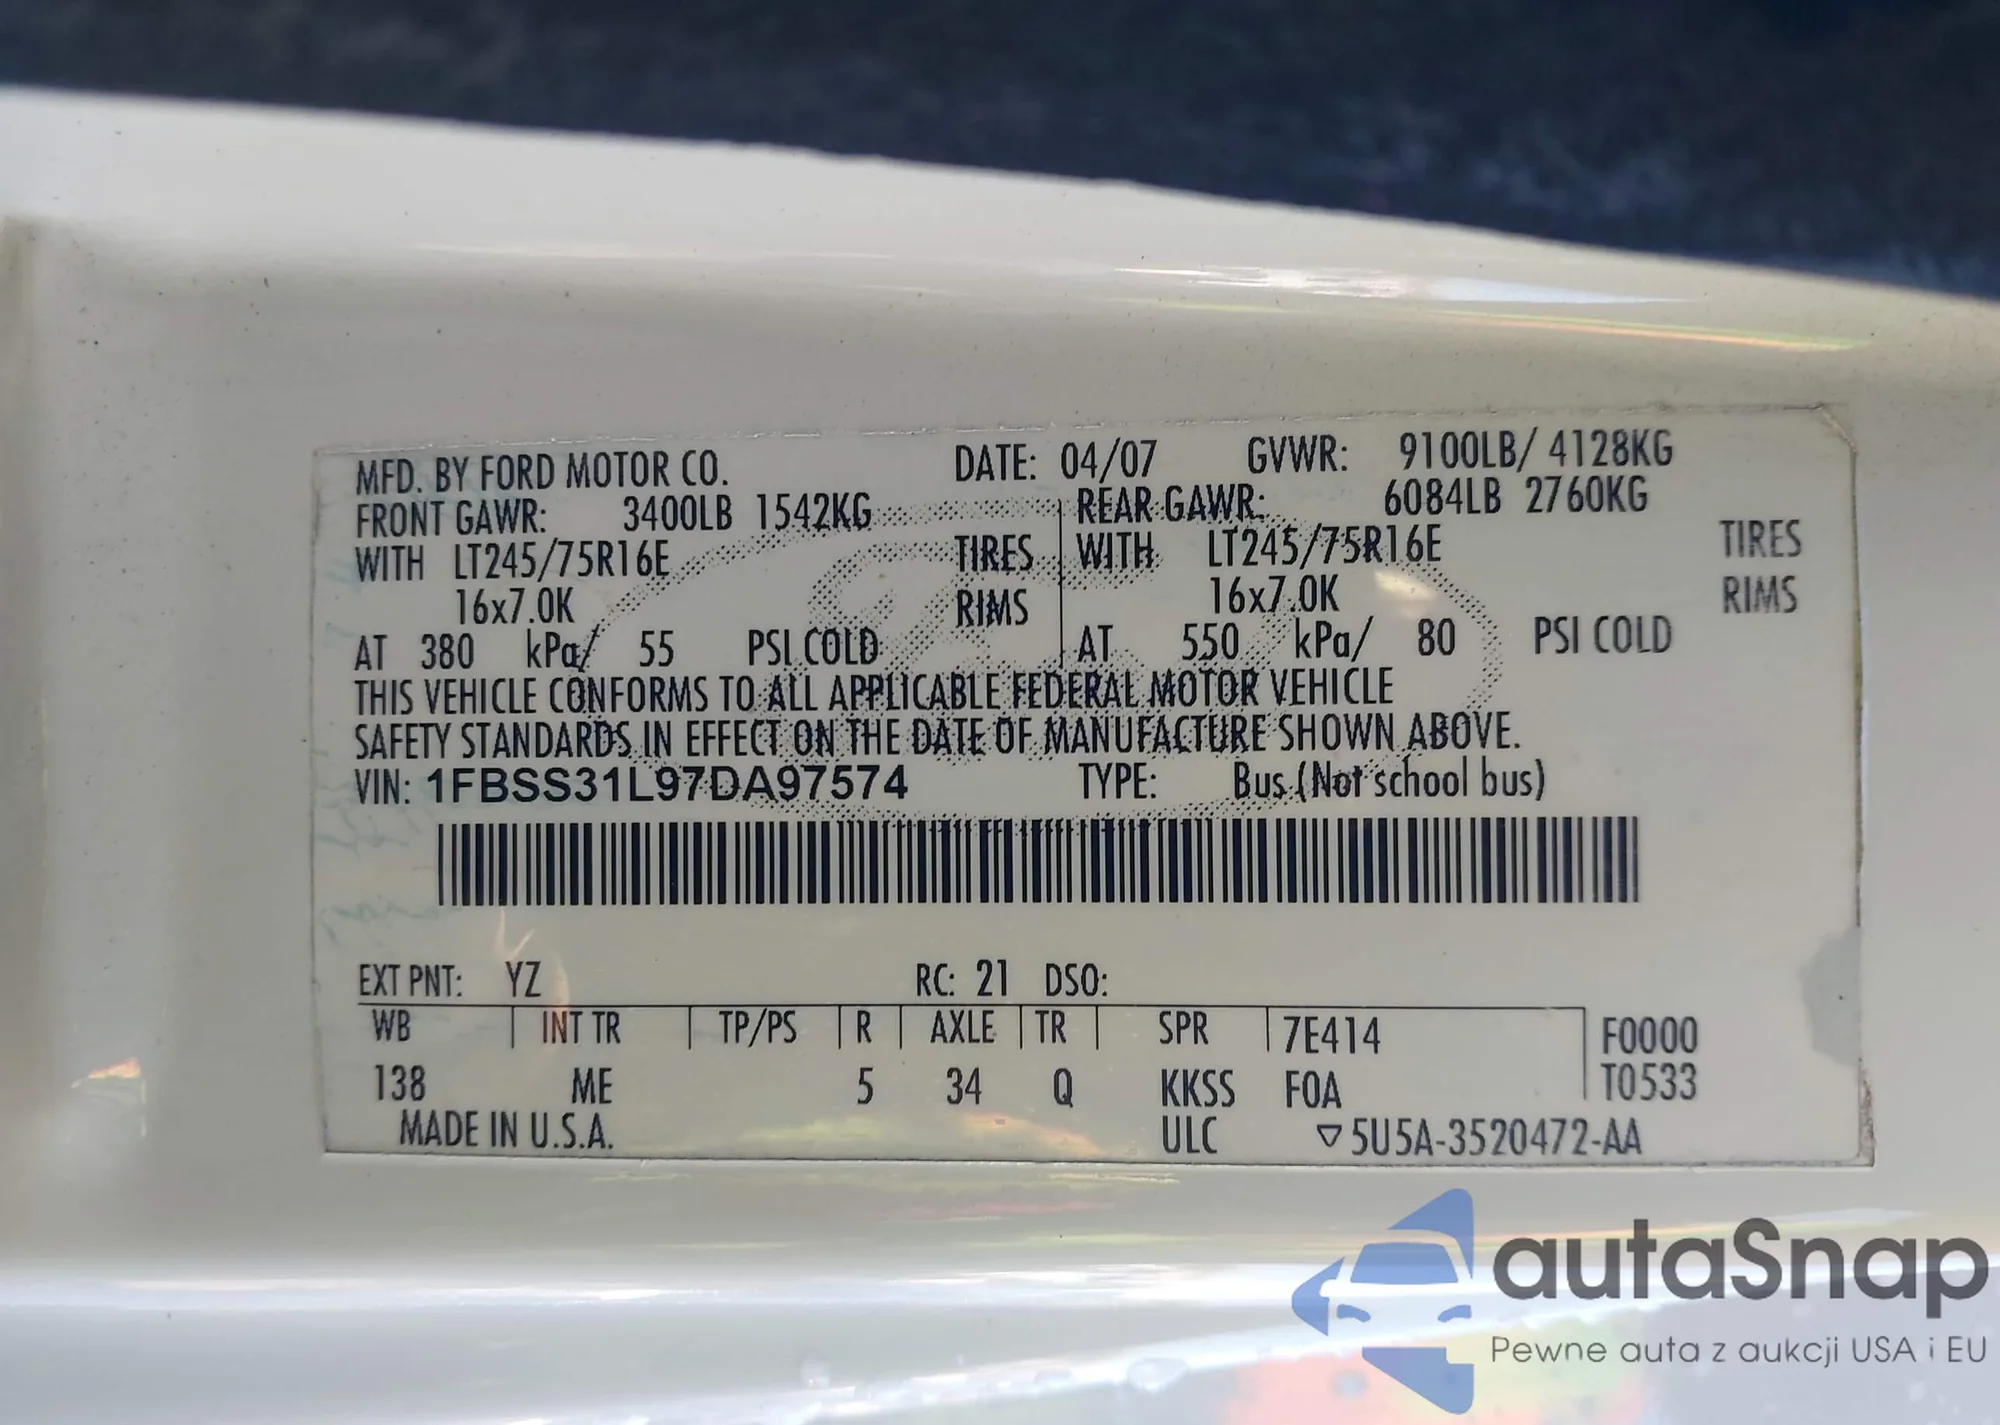 MFD. BY FORD MOTOR CO. DATE: 04/07 GVWR: 9100LB/ 4128KG
FRONT GAWR: 3400LB 1542KG REAR GAWR: 6084LB 2760KG
WITH LT245/75R16E TIRES WITH LT245/75R16E TIRES
16x7.0K RIMS 16x7.0K RIMS
AT 380 kPa/ 55 PSI COLD AT 550 kPa/ 80 PSI COLD
THIS VEHICLE CONFORMS TO ALL APPLICABLE FEDERAL MOTOR VEHICLE
SAFETY STANDARDS IN EFFECT ON THE DATE OF MANUFACTURE SHOWN ABOVE.
VIN: 1FBSS31L97DA97574 TYPE: Bus (Not school bus)
EXT PNT: YZ RC: 21 DSO:
WB INT TR TP/PS R AXLE TR SPR 7E414 F0000
138 ME 5 34 Q KKSS FOA T0533
MADE IN U.S.A. ULC ▽5U5A-3520472-AA
autaSnap
Pewne auta z aukcji USA i EU